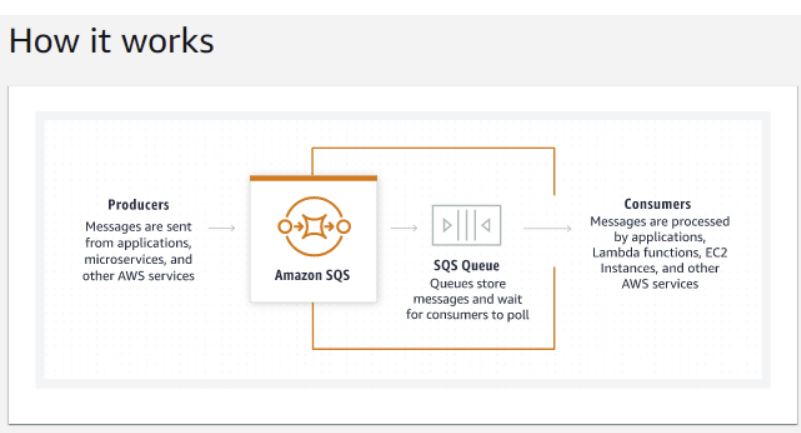 How it works
Producers
Messages are sent
from applications,
microservices, and
other AWS services
Amazon SQS
SQS Queue
Queues store
messages and wait
for consumers to poll
Consumers
Messages are processed
by applications,
Lambda functions, EC2
Instances, and other
AWS services